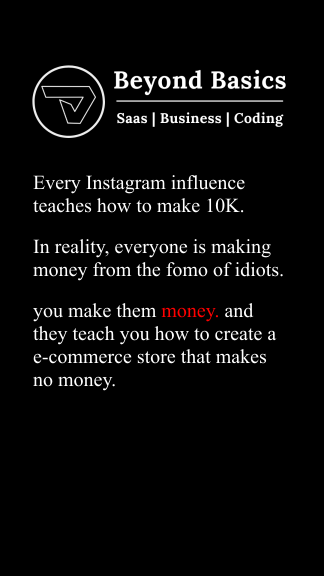 Beyond Basics
Saas | Business | Coding
Every Instagram influence
teaches how to make 10K.
In reality, everyone is making
money from the fomo of idiots.
you make them money. and
they teach you how to create a
e-commerce store that makes
no money.